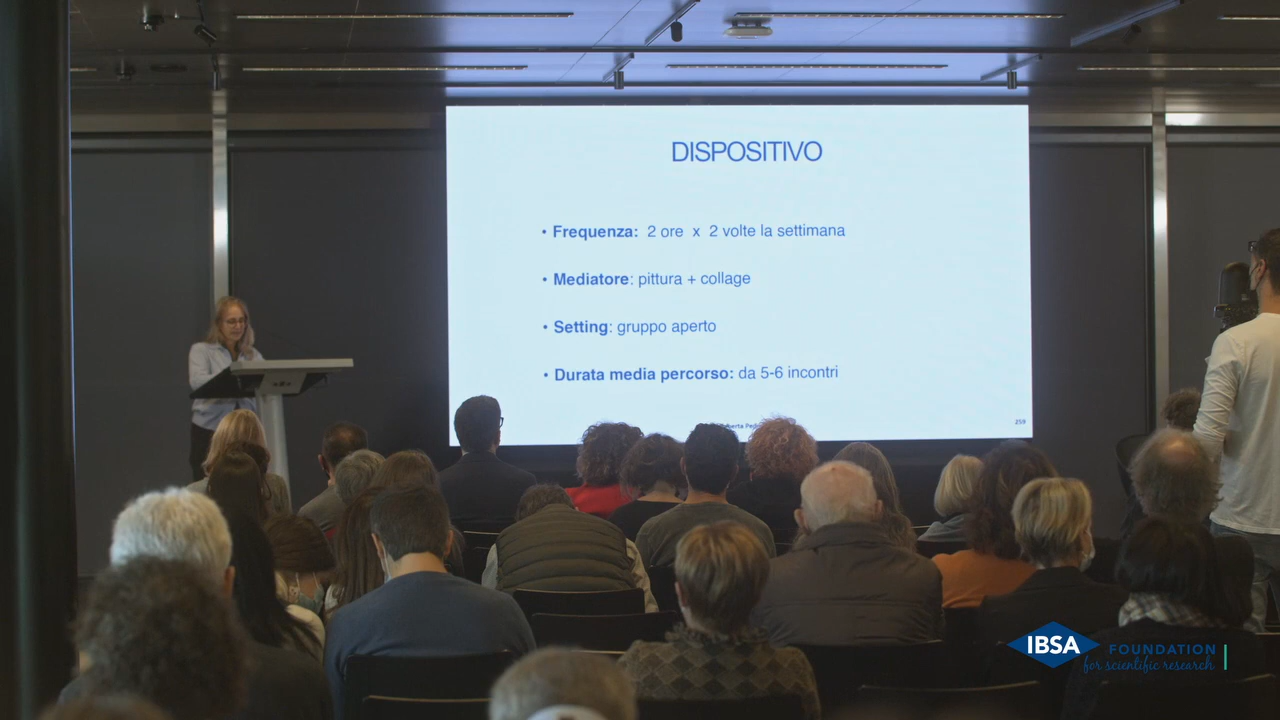 DISPOSITIVO
• Frequenza: 2 ore x 2 volte la settimana
• Mediatore: pittura + collage
• Setting: gruppo aperto
• Durata media percorso: da 5-6 incontri
259
IBSA FOUNDATION
for scientific research